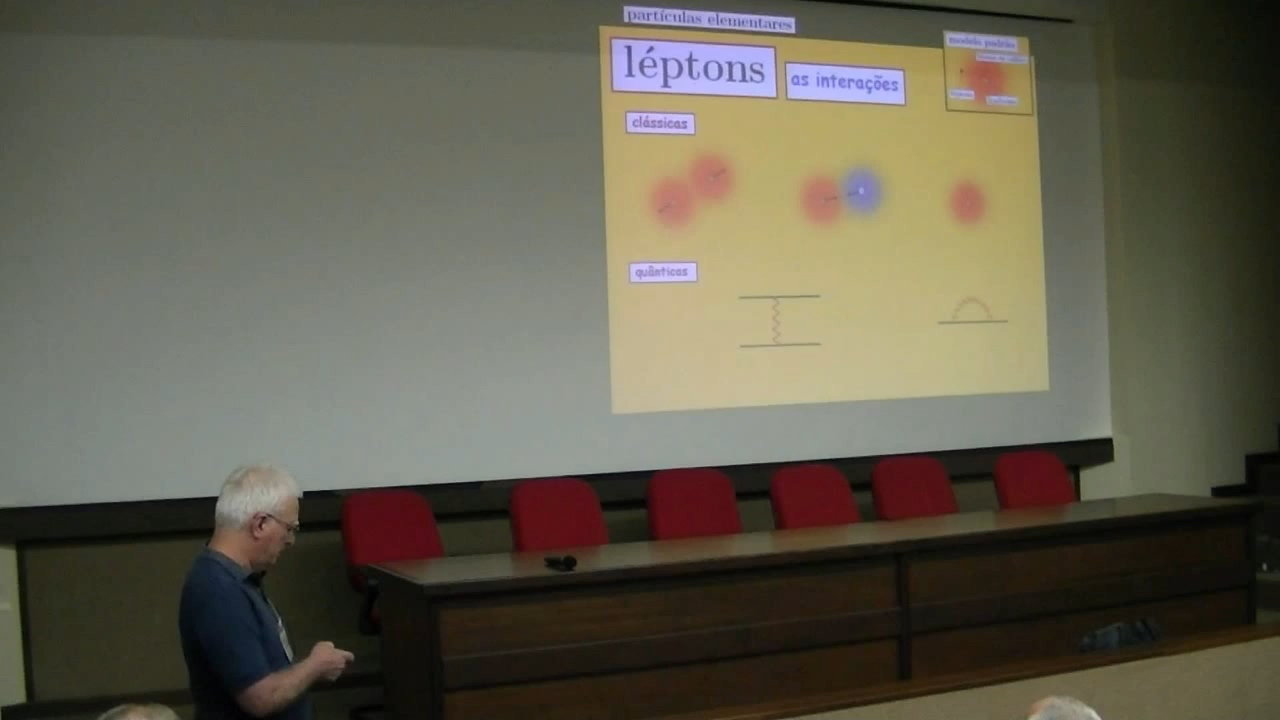 partículas elementares
léptons
as interações
modelo padrão
clássicas
quânticas